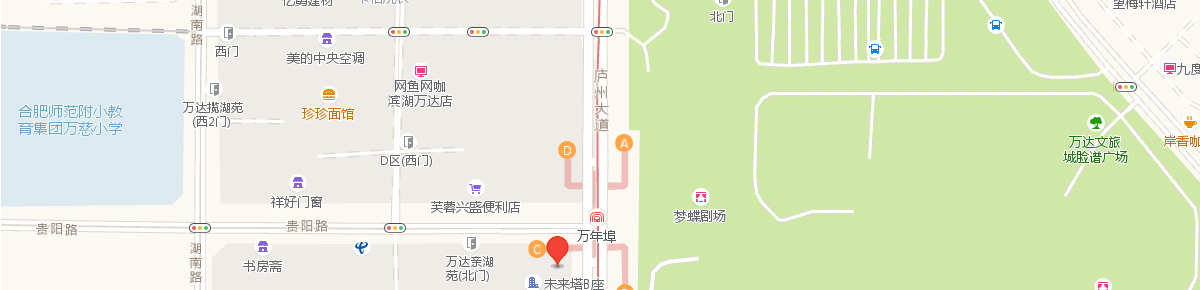 湖南路
北门
望梅轩酒店
西门
美的中央空调
网鱼网咖
滨湖万达店
庐州大道
九度
万达揽湖苑
(西2门)
珍珍面馆
合肥师范附小教
育集团万慈小学
D区(西门)
D
A
万达文旅
城脸谱广场
岸香咖
祥好门窗
芙蓉兴盛便利店
梦蝶剧场
贵阳路
贵阳路
万年埠
湖南路
C
书房斋
万达亲湖
苑(北门)
未来塔B座